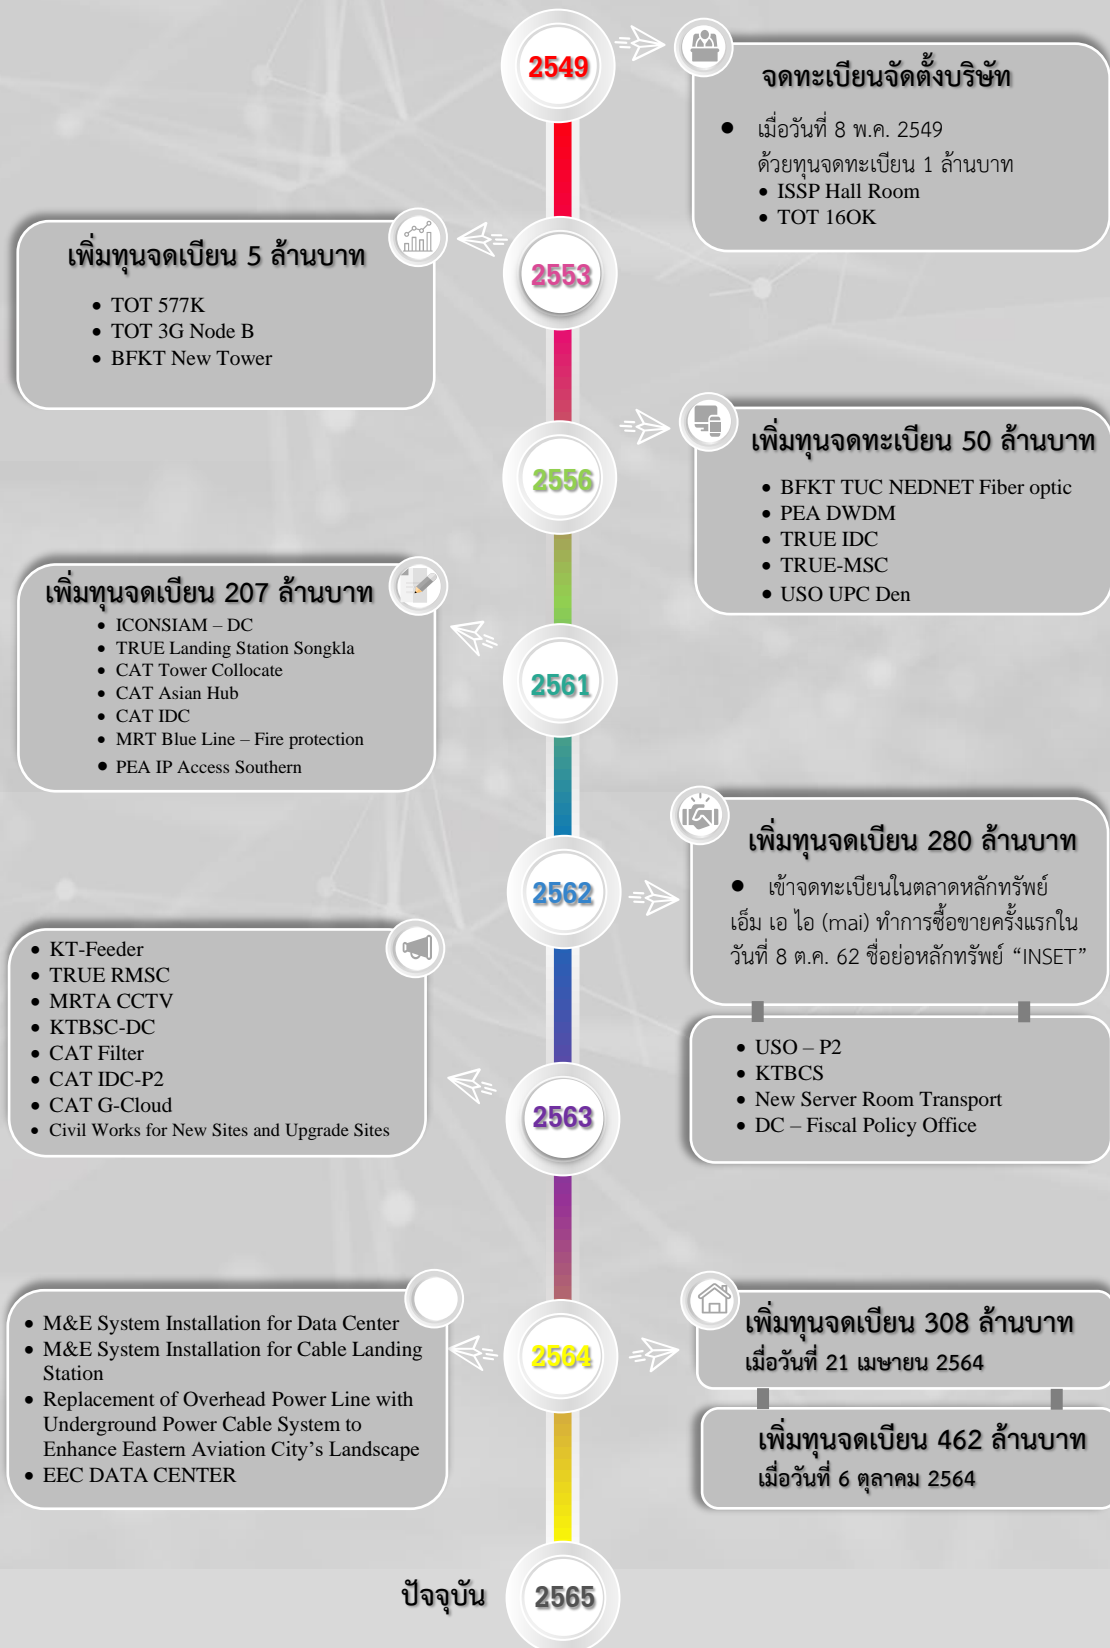 2549
จดทะเบียนจัดตั้งบริษัท
● เมื่อวันที่ 8 พ.ค. 2549
ด้วยทุนจดทะเบียน 1 ล้านบาท
• ISSP Hall Room
• TOT 16OK
2553
เพิ่มทุนจดเบียน 5 ล้านบาท
• TOT 577K
• TOT 3G Node B
• BFKT New Tower
2556
เพิ่มทุนจดทะเบียน 50 ล้านบาท
• BFKT TUC NEDNET Fiber optic
• PEA DWDM
• TRUE IDC
• TRUE-MSC
• USO UPC Den
2561
เพิ่มทุนจดเบียน 207 ล้านบาท
• ICONSIAM – DC
• TRUE Landing Station Songkla
• CAT Tower Collocate
• CAT Asian Hub
• CAT IDC
• MRT Blue Line – Fire protection
• PEA IP Access Southern
2562
เพิ่มทุนจดเบียน 280 ล้านบาท
● เข้าจดทะเบียนในตลาดหลักทรัพย์
เอ็ม เอ ไอ (mai) ทำการซื้อขายครั้งแรกใน
วันที่ 8 ต.ค. 62 ชื่อย่อหลักทรัพย์ “INSET”
• USO – P2
• KTBCS
• New Server Room Transport
• DC – Fiscal Policy Office
2563
• KT-Feeder
• TRUE RMSC
• MRTA CCTV
• KTBSC-DC
• CAT Filter
• CAT IDC-P2
• CAT G-Cloud
• Civil Works for New Sites and Upgrade Sites
2564
• M&E System Installation for Data Center
• M&E System Installation for Cable Landing
Station
• Replacement of Overhead Power Line with
Underground Power Cable System to
Enhance Eastern Aviation City’s Landscape
• EEC DATA CENTER
เพิ่มทุนจดเบียน 308 ล้านบาท
เมื่อวันที่ 21 เมษายน 2564
เพิ่มทุนจดเบียน 462 ล้านบาท
เมื่อวันที่ 6 ตุลาคม 2564
ปัจจุบัน 2565